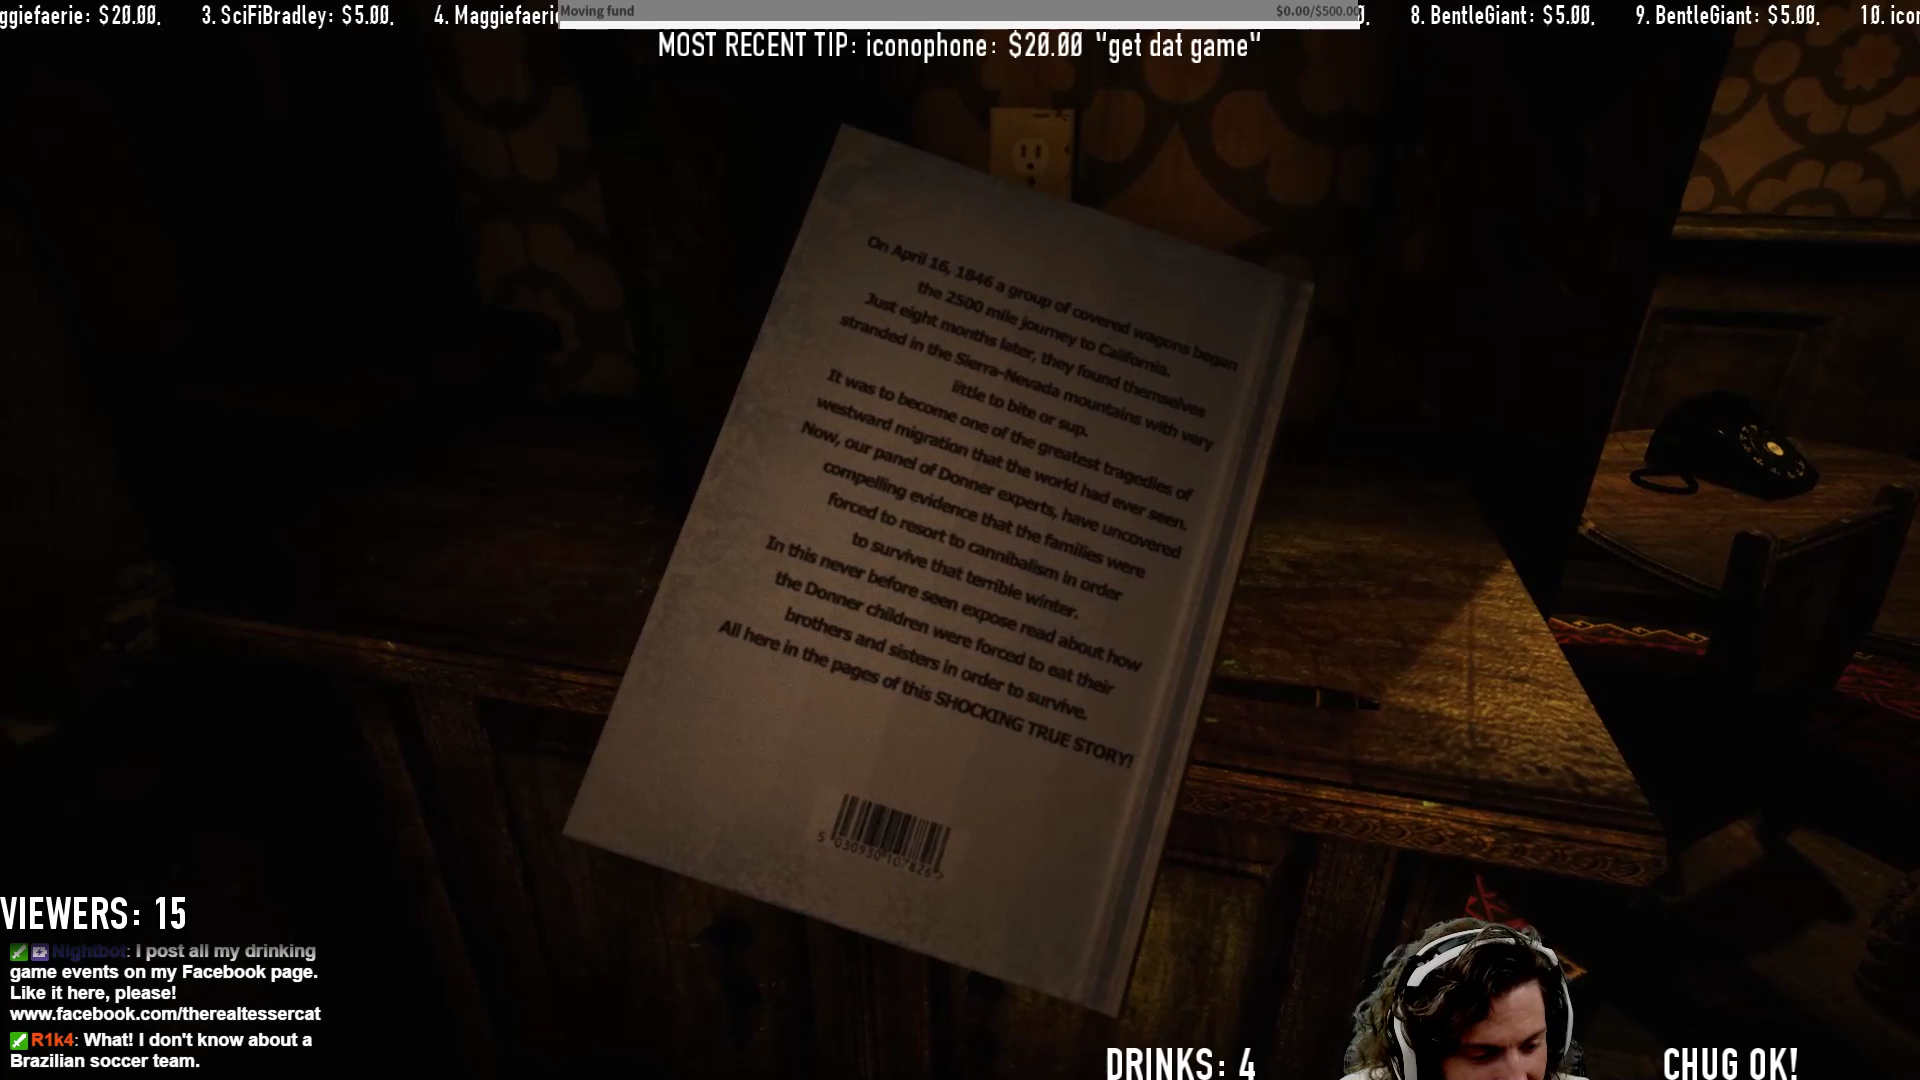 ggiefaerie: $20.00, 3. SciFiBradley: $5.00, 4. Maggiefaerie
Moving fund $0.00/$500.00
8. BentleGiant: $5.00, 9. BentleGiant: $5.00, 10. icon
MOST RECENT TIP: iconophone: $20.00 "get dat game"
On April 16, 1846 a group of covered wagons began
the 2500 mile journey to California.
Just eight months later, they found themselves
stranded in the Sierra-Nevada mountains with very
little to bite or sup.
It was to become one of the greatest tragedies of
westward migration that the world had ever seen.
Now, our panel of Donner experts, have uncovered
compelling evidence that the families were
forced to resort to cannibalism in order
to survive that terrible winter.
In this never before seen expose read about how
the Donner children were forced to eat their
brothers and sisters in order to survive.
All here in the pages of this SHOCKING TRUE STORY!
5 030930 107826 >
VIEWERS: 15
Nightbot: I post all my drinking
game events on my Facebook page.
Like it here, please!
www.facebook.com/therealtessercat
R1k4: What! I don't know about a
Brazilian soccer team.
DRINKS: 4
CHUG OK!